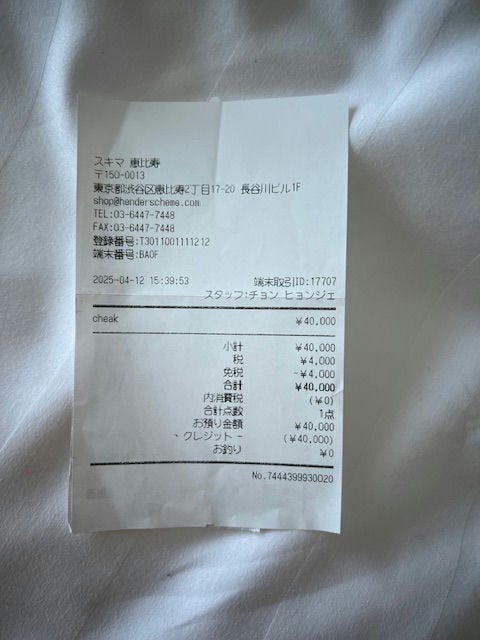 スキマ 恵比寿
〒150-0013
東京都渋谷区恵比寿2丁目17-20 長谷川ビル1F
shop@henderscheme.com
TEL:03-6447-7448
FAX:03-6447-7448
登録番号:T3011001111212
端末番号:BA0F
2025-04-12 15:39:53 端末取引ID:17707
スタッフ:チョン ヒョンジェ
cheak ¥40,000
小計 ¥40,000
税 ¥4,000
免税 -¥4,000
合計 ¥40,000
内消費税 (¥0)
合計点数 1点
お預り金額 ¥40,000
- クレジット - (¥40,000)
お釣り ¥0
No.7444399930020